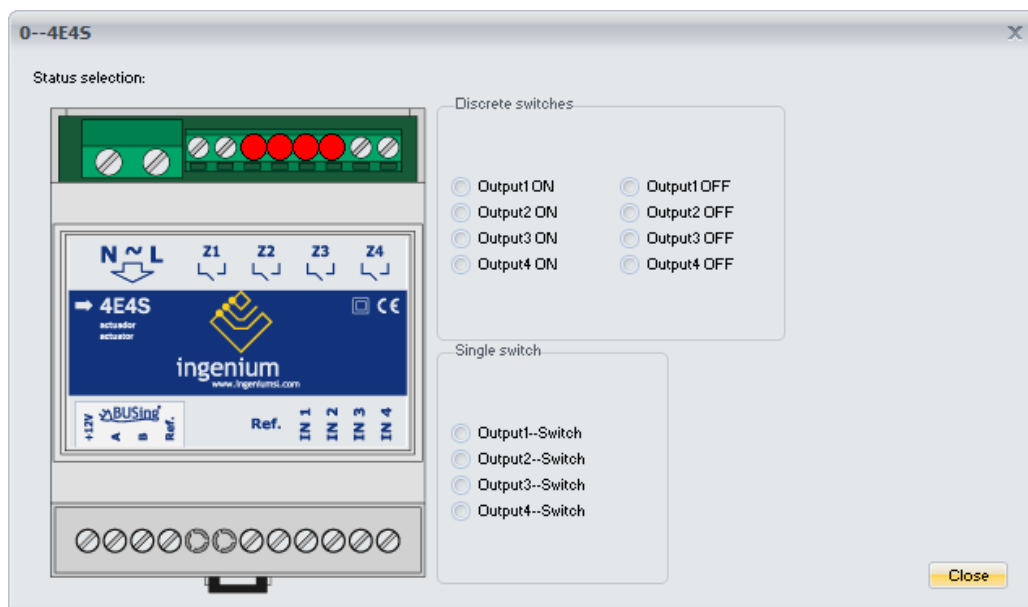 0--4E4S
X
Status selection:
Discrete switches
Output1 ON
Output1 OFF
Output2 ON
Output2 OFF
Output3 ON
Output3 OFF
Output4 ON
Output4 OFF
N ~ L
Z1 Z2 Z3 Z4
4E4S
CE
actuador
actuator
ingenium
www.ingeniumsl.com
+12V A B Ref.
BUSing
Ref. IN 1 IN 2 IN 3 IN 4
Single switch
Output1--Switch
Output2--Switch
Output3--Switch
Output4--Switch
Close